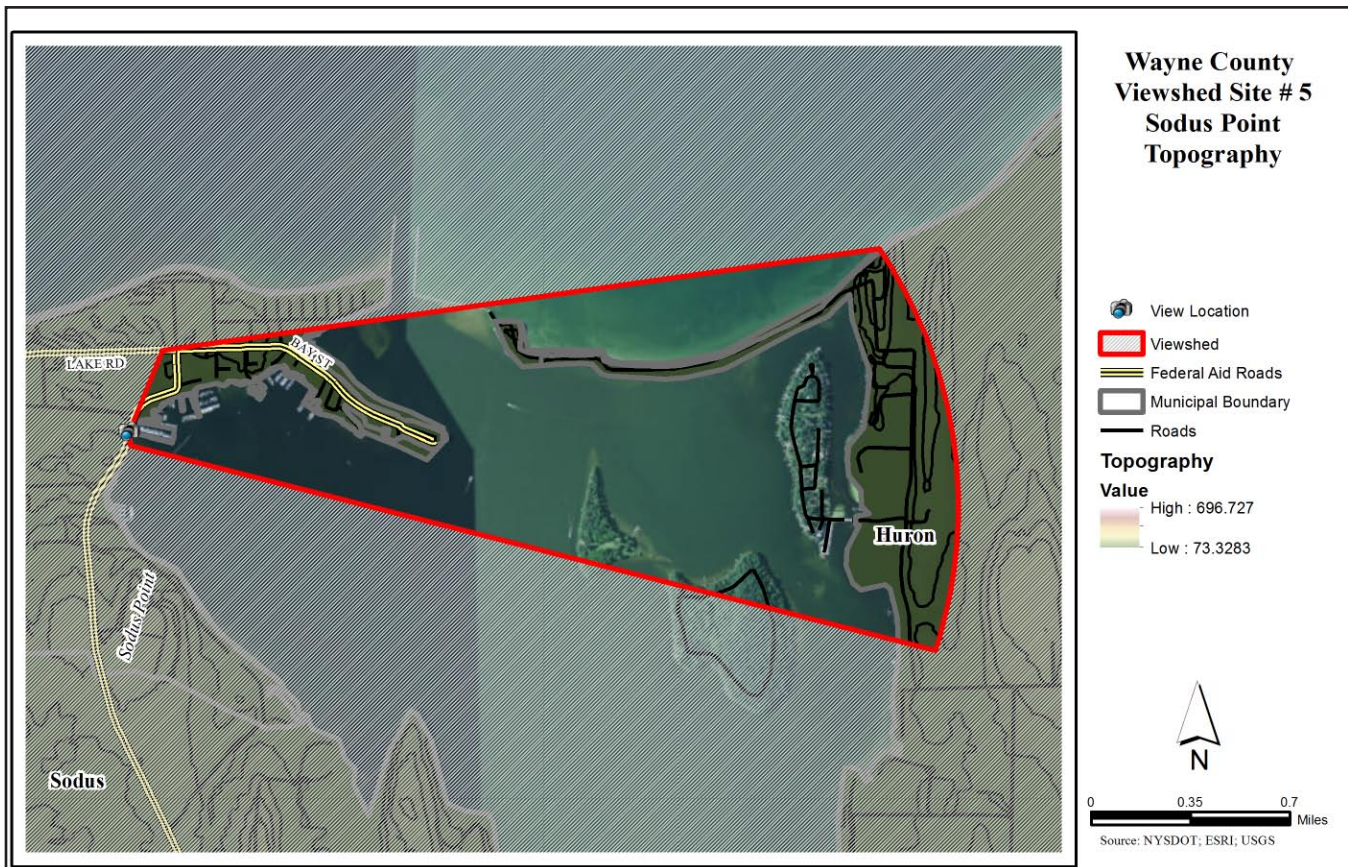 Wayne County
Viewshed Site # 5
Sodus Point
Topography
LAKE RD
BAY ST
Huron
Sodus Point
Sodus
View Location
Viewshed
Federal Aid Roads
Municipal Boundary
Roads
Topography
Value
High : 696.727
Low : 73.3283
N
0 0.35 0.7
Miles
Source: NYSDOT; ESRI; USGS